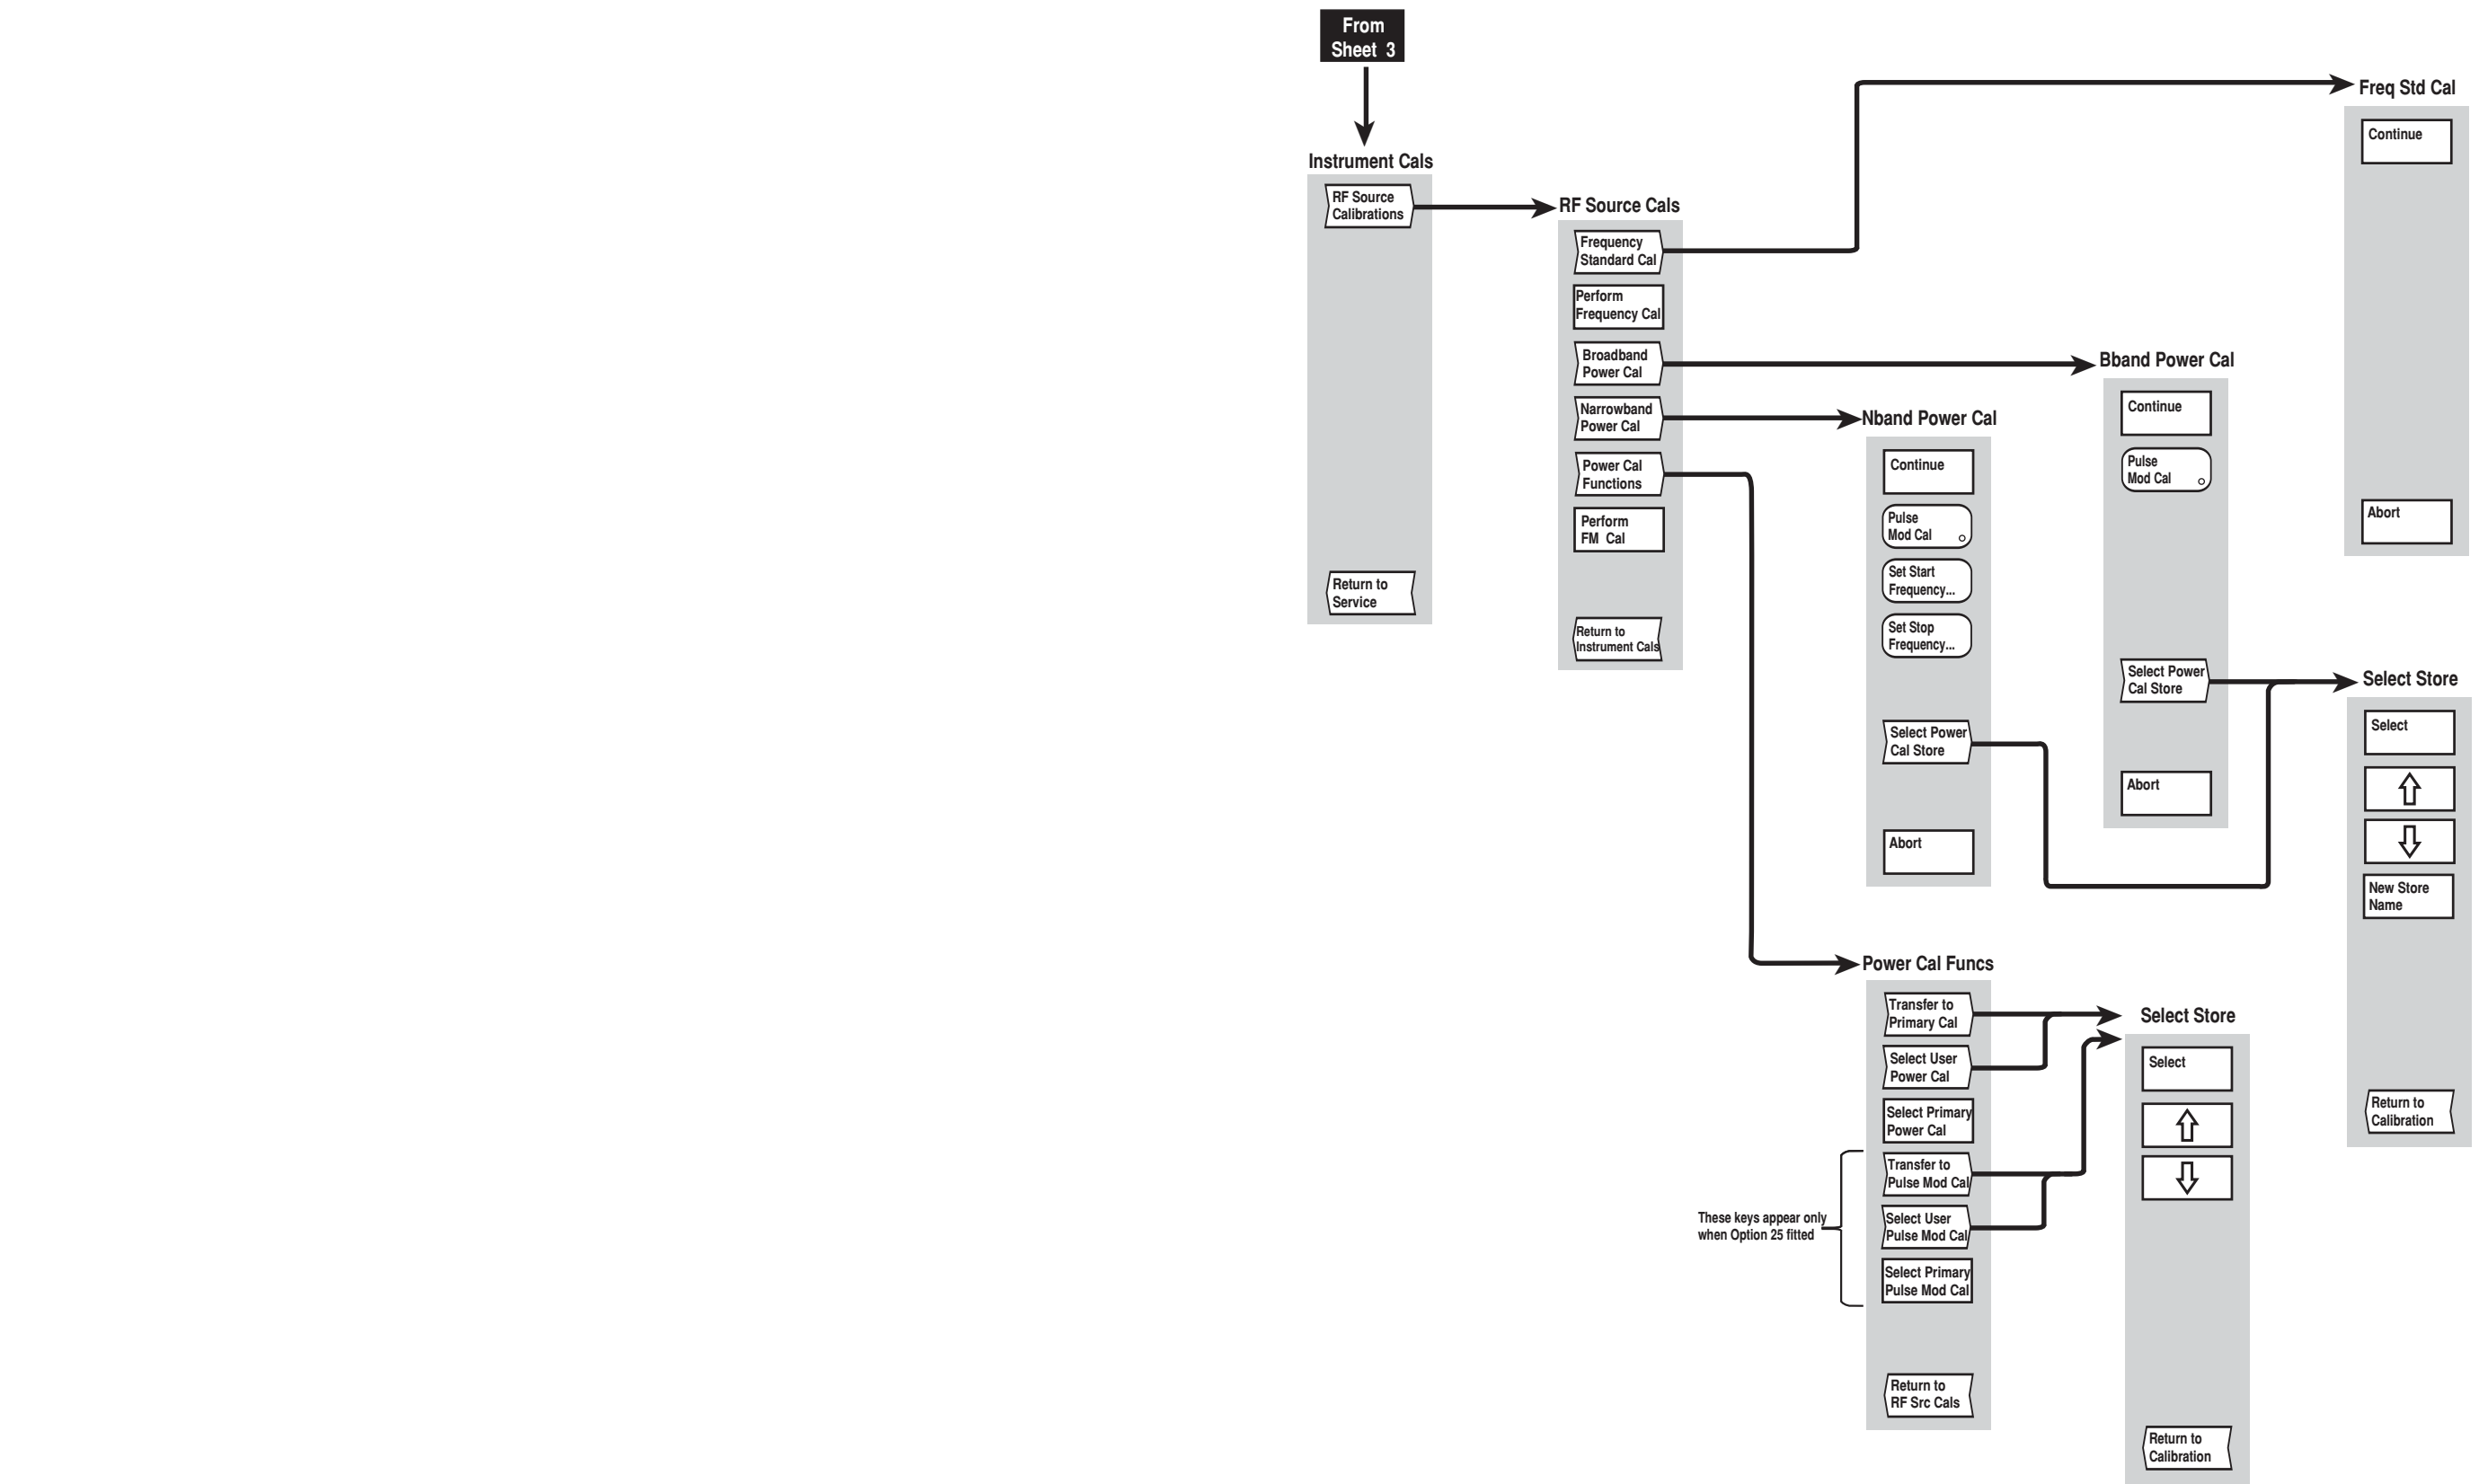 From
Sheet 3
Instrument Cals
RF Source
Calibrations
Return to
Service
RF Source Cals
Frequency
Standard Cal
Perform
Frequency Cal
Broadband
Power Cal
Narrowband
Power Cal
Power Cal
Functions
Perform
FM Cal
Return to
Instrument Cals
Freq Std Cal
Continue
Abort
Bband Power Cal
Continue
Pulse
Mod Cal
Select Power
Cal Store
Abort
Nband Power Cal
Continue
Pulse
Mod Cal
Set Start
Frequency...
Set Stop
Frequency...
Select Power
Cal Store
Abort
Select Store
Select
New Store
Name
Return to
Calibration
Power Cal Funcs
Transfer to
Primary Cal
Select User
Power Cal
Select Primary
Power Cal
Transfer to
Pulse Mod Cal
Select User
Pulse Mod Cal
Select Primary
Pulse Mod Cal
Return to
RF Src Cals
These keys appear only
when Option 25 fitted
Select Store
Select
Return to
Calibration